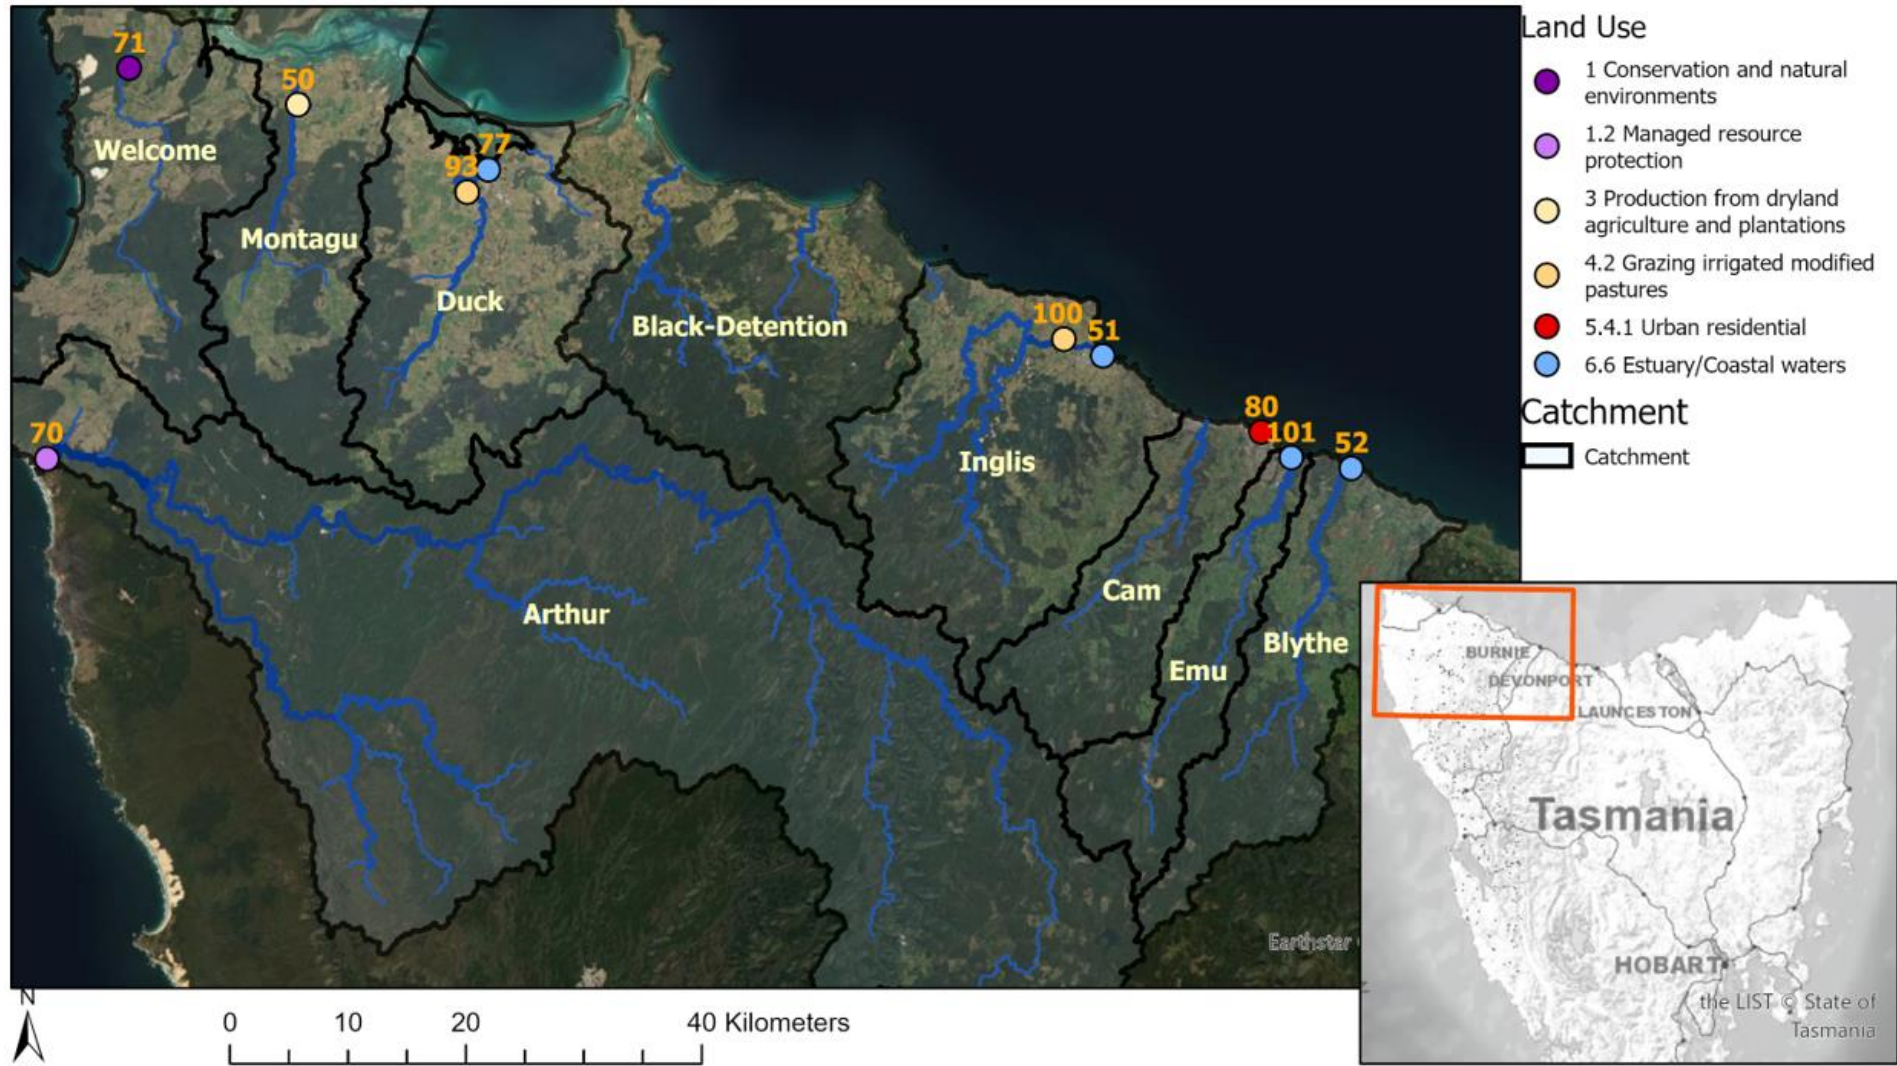 71
50
77
93
Welcome
Montagu
Duck
Black-Detention
100
51
80
101
52
70
Inglis
Cam
Arthur
Emu
Blythe
Earthstar
N
0 10 20 40 Kilometers
Land Use
1 Conservation and natural
environments
1.2 Managed resource
protection
3 Production from dryland
agriculture and plantations
4.2 Grazing irrigated modified
pastures
5.4.1 Urban residential
6.6 Estuary/Coastal waters
Catchment
Catchment
BURNIE
DEVONPORT
LAUNCESTON
Tasmania
HOBART
the LIST © State of
Tasmania